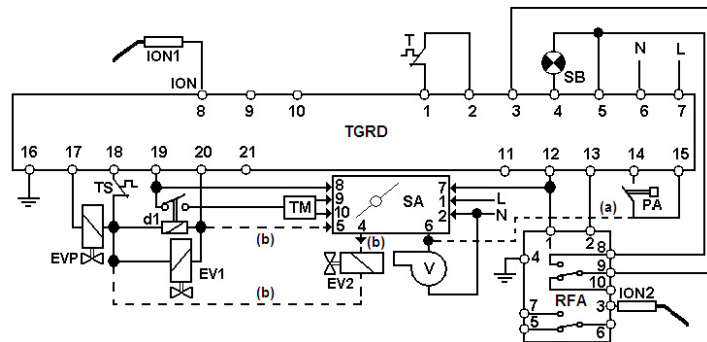 ION1
ION
T
SB
N
L
8
9
10
1
2
3
4
5
6
7
TGRD
16
17
18
19
20
21
11
12
13
14
15
TS
d1
TM
8
9
10
5
4
SA
7
1
2
6
L
N
(a)
PA
(b)
(b)
(b)
EVP
EV1
EV2
V
1
2
4
8
9
10
RFA
3
ION2
7
5
6